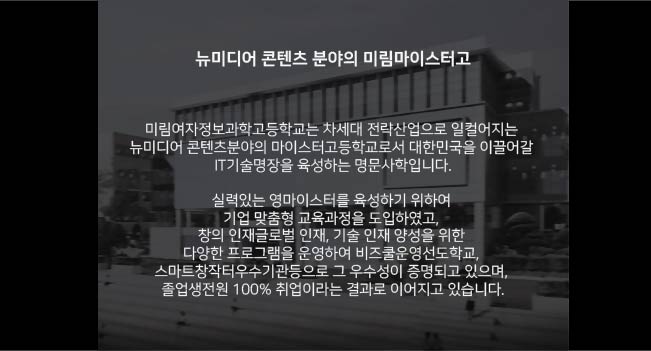 뉴미디어 콘텐츠 분야의 미림마이스터고
미림여자정보과학고등학교는 차세대 전략산업으로 일컬어지는
뉴미디어 콘텐츠분야의 마이스터고등학교로서 대한민국을 이끌어갈
IT기술명장을 육성하는 명문사학입니다.
실력있는 영마이스터를 육성하기 위하여
기업 맞춤형 교육과정을 도입하였고,
창의 인재글로벌 인재, 기술 인재 양성을 위한
다양한 프로그램을 운영하여 비즈쿨운영선도학교,
스마트창작터우수기관등으로 그 우수성이 증명되고 있으며,
졸업생전원 100% 취업이라는 결과로 이어지고 있습니다.